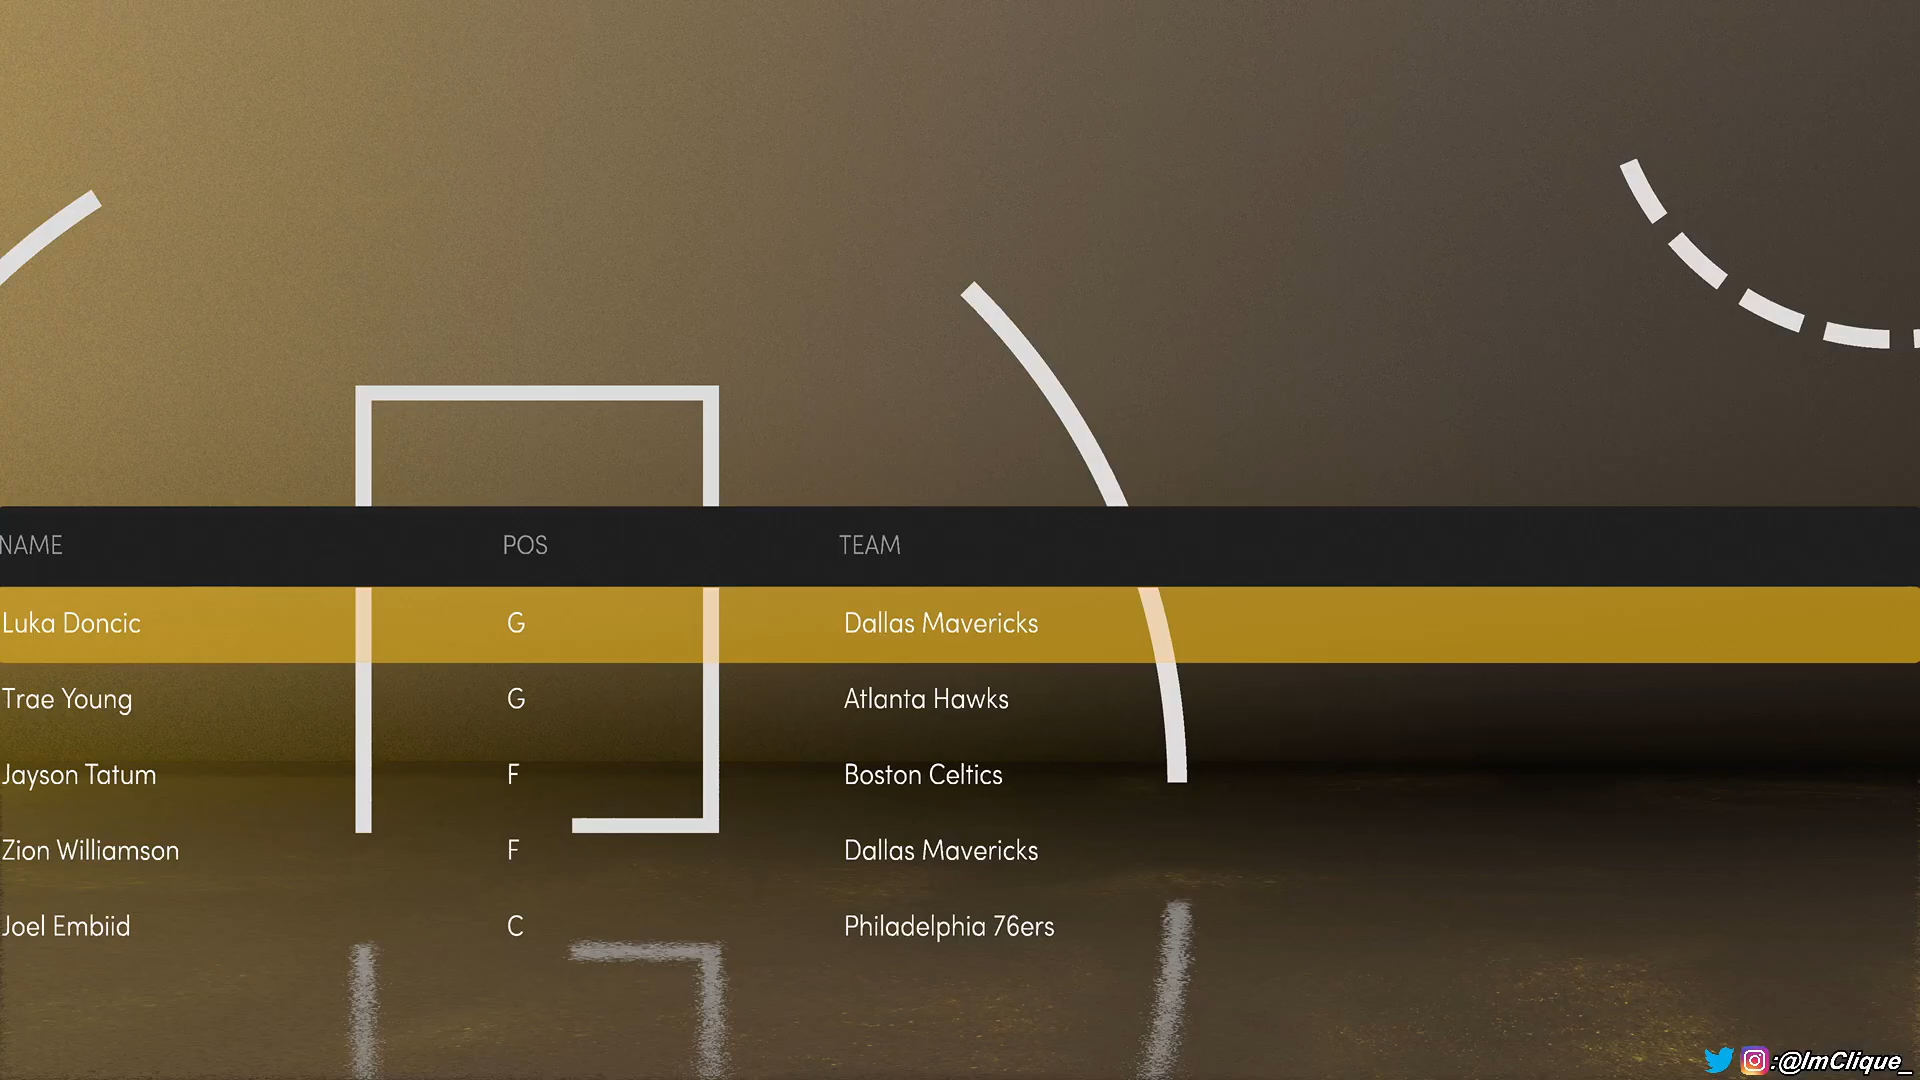 NAME POS TEAM
Luka Doncic G Dallas Mavericks
Trae Young G Atlanta Hawks
Jayson Tatum F Boston Celtics
Zion Williamson F Dallas Mavericks
Joel Embiid C Philadelphia 76ers
:@ImClique_